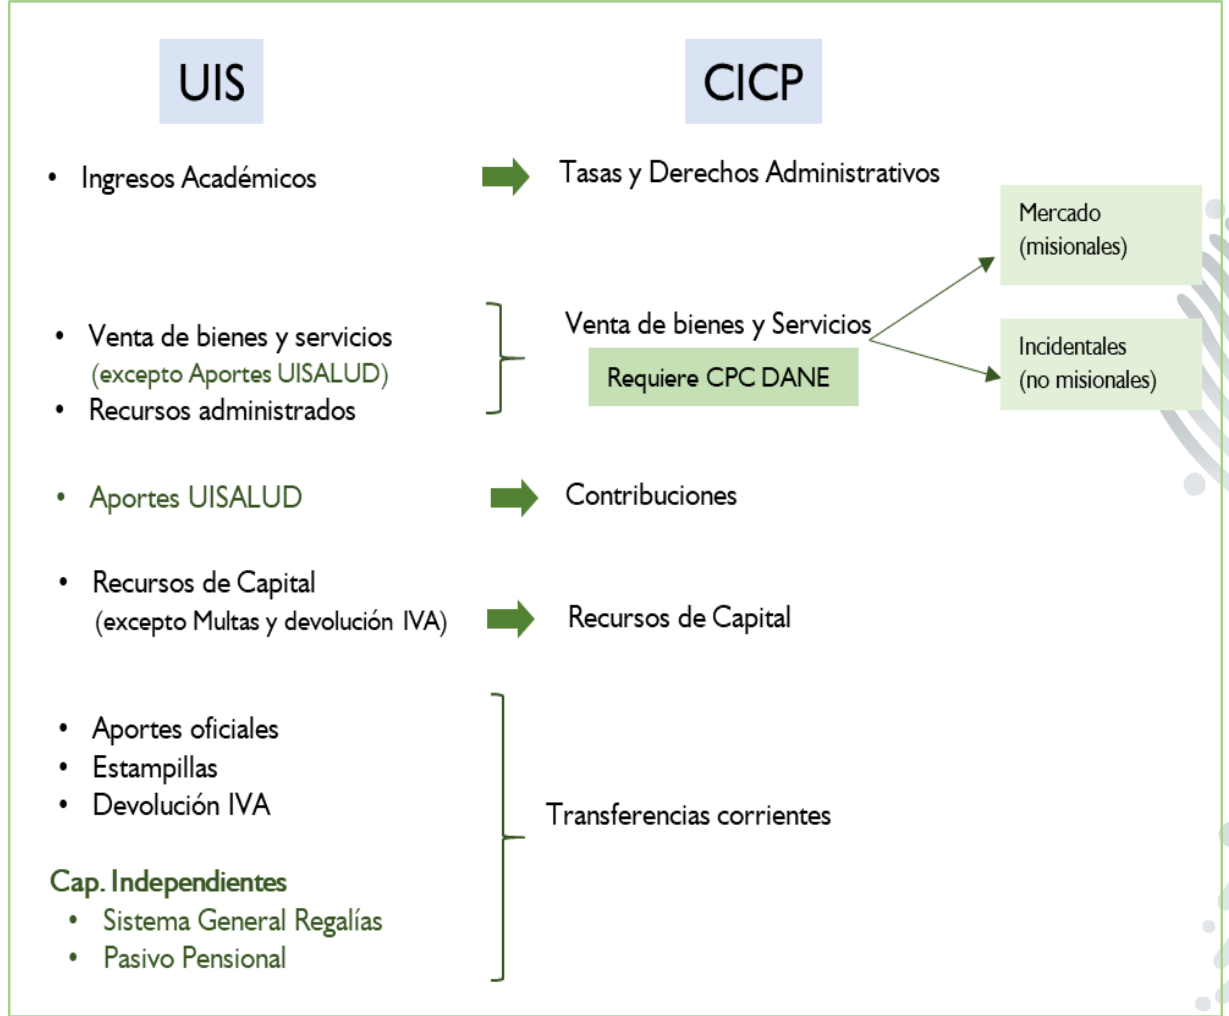 UIS
CICP
• Ingresos Académicos
Tasas y Derechos Administrativos
Mercado
(misionales)
• Venta de bienes y servicios
(excepto Aportes UISALUD)
• Recursos administrados
Venta de bienes y Servicios
Requiere CPC DANE
Incidentales
(no misionales)
• Aportes UISALUD
Contribuciones
• Recursos de Capital
(excepto Multas y devolución IVA)
Recursos de Capital
• Aportes oficiales
• Estampillas
• Devolución IVA
Transferencias corrientes
Cap. Independientes
• Sistema General Regalías
• Pasivo Pensional